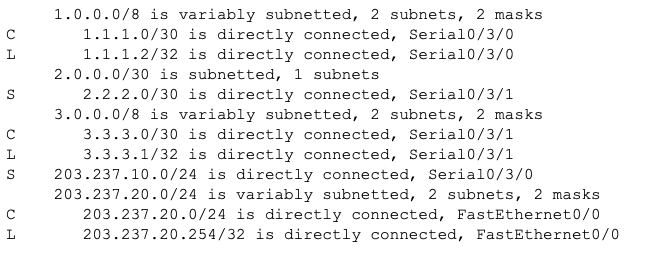 1.0.0.0/8 is variably subnetted, 2 subnets, 2 masks
C 1.1.1.0/30 is directly connected, Serial0/3/0
L 1.1.1.2/32 is directly connected, Serial0/3/0
2.0.0.0/30 is subnetted, 1 subnets
S 2.2.2.0/30 is directly connected, Serial0/3/1
3.0.0.0/8 is variably subnetted, 2 subnets, 2 masks
C 3.3.3.0/30 is directly connected, Serial0/3/1
L 3.3.3.1/32 is directly connected, Serial0/3/1
S 203.237.10.0/24 is directly connected, Serial0/3/0
203.237.20.0/24 is variably subnetted, 2 subnets, 2 masks
C 203.237.20.0/24 is directly connected, FastEthernet0/0
L 203.237.20.254/32 is directly connected, FastEthernet0/0